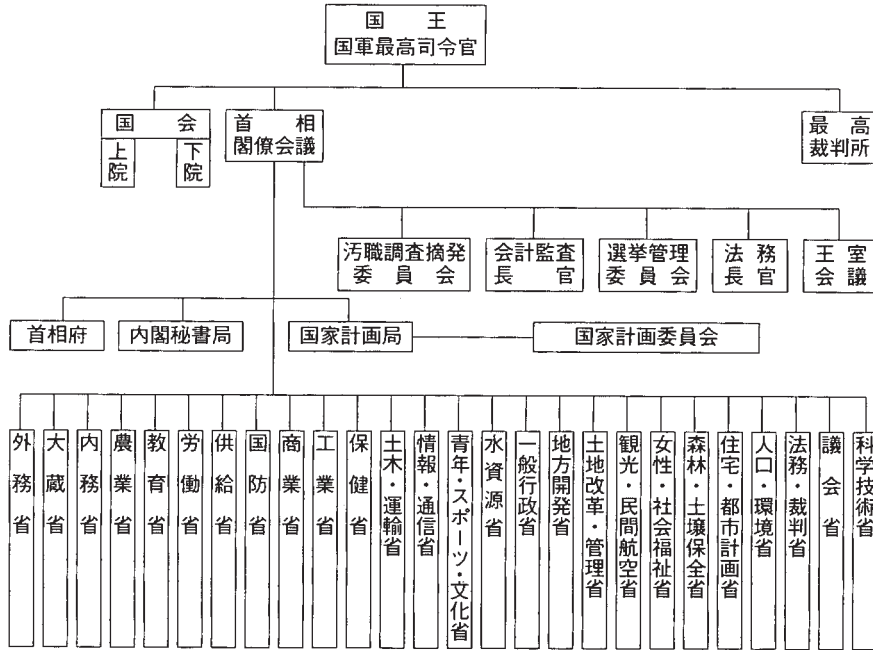 国王
国軍最高司令官
国会
上院
下院
首相
閣僚会議
最高
裁判所
汚職調査摘発
委員会
会計監査
長官
選挙管理
委員会
法務
長官
王室
会議
首相府
内閣秘書局
国家計画局
国家計画委員会
外務省
大蔵省
内務省
農業省
教育省
労働省
供給省
国防省
商業省
工業省
保健省
土木・運輸省
情報・通信省
青年・スポーツ・文化省
水資源省
一般行政省
地方開発省
土地改革・管理省
観光・民間航空省
女性・社会福祉省
森林・土壌保全省
住宅・都市計画省
人口・環境省
法務・裁判省
議会省
科学技術省